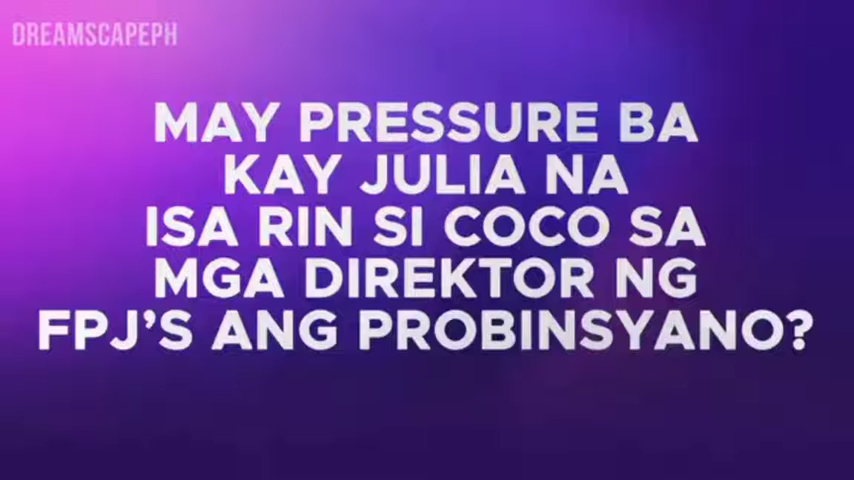 DREAMSCAPEPH
MAY PRESSURE BA
KAY JULIA NA
ISA RIN SI COCO SA
MGA DIREKTOR NG
FPJ'S ANG PROBINSYANO?